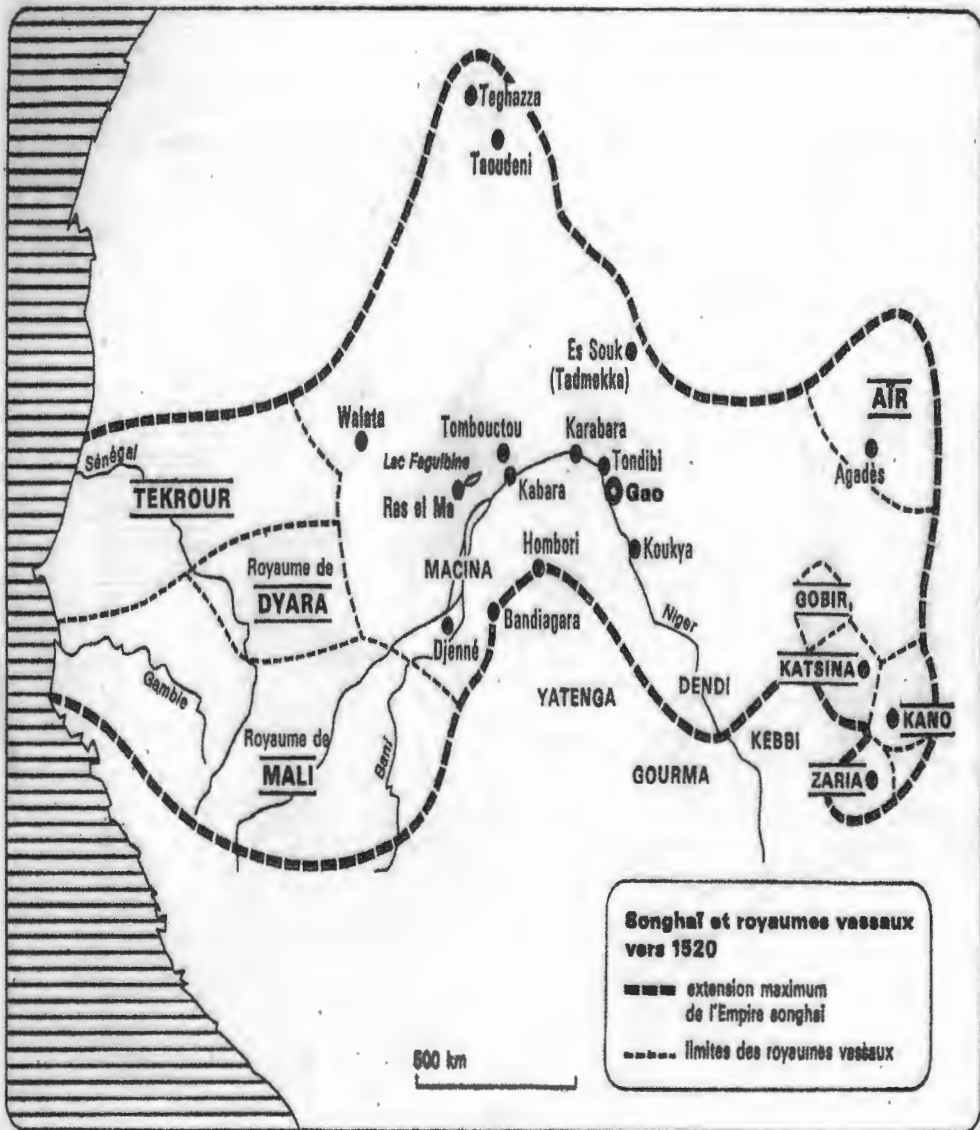 Teghazza
Taoudeni
Es Souk
(Tadmekka)
AÏR
Agadès
Walata
Tombouctou
Karabara
Tondibi
Sénégal
TEKROUR
Lac Faguibine
Ras el Ma
Kabara
Gao
Koukya
Royaume de
DYARA
MACINA
Hombori
Bandiagara
Djenné
Niger
GOBIR
KATSINA
Gambie
YATENGA
DENDI
KEBBI
KANO
Royaume de
MALI
Bani
GOURMA
ZARIA
Songhaï et royaumes vassaux
vers 1520
extension maximum
de l'Empire songhaï
limites des royaumes vassaux
500 km